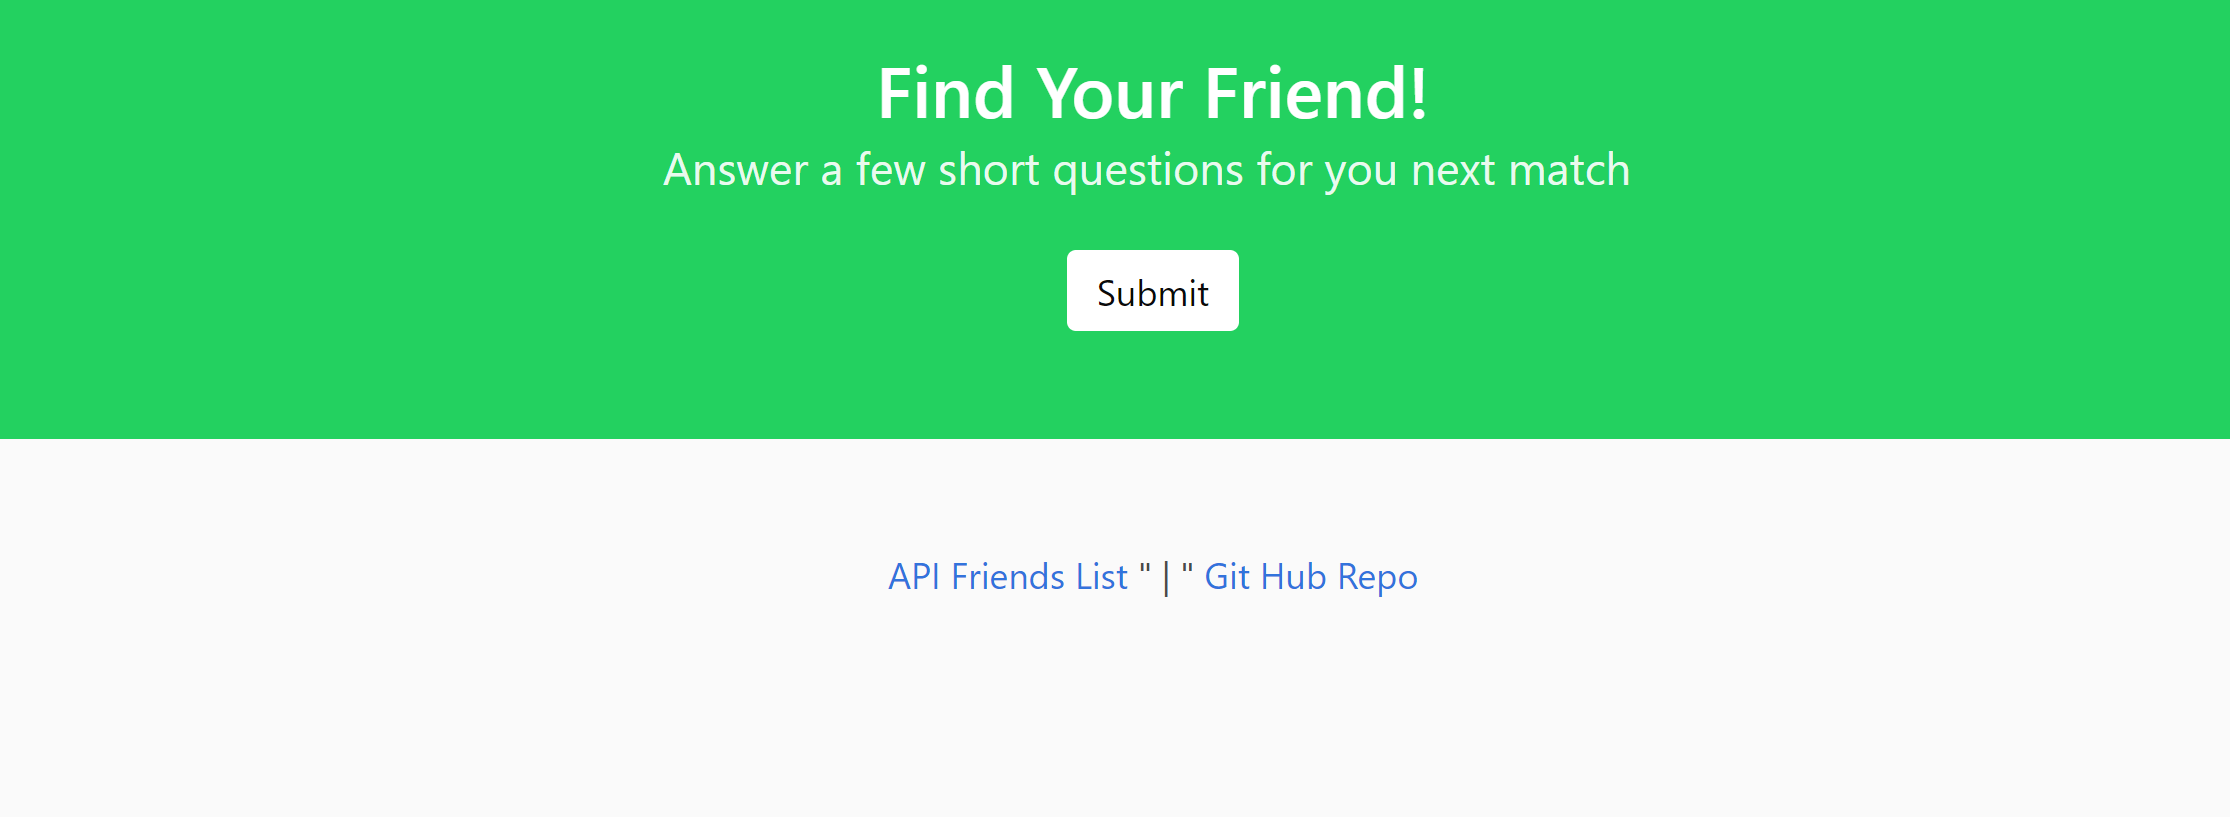 Find Your Friend!
Answer a few short questions for you next match
Submit
API Friends List " | " Git Hub Repo